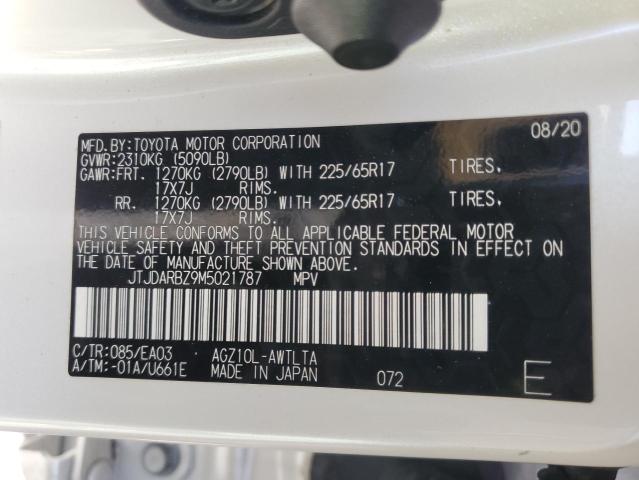 08/20
MFD.BY:TOYOTA MOTOR CORPORATION
GVWR:2310KG (5090LB)
GAWR:FRT. 1270KG (2790LB) WITH 225/65R17 TIRES,
17X7J RIMS.
RR. 1270KG (2790LB) WITH 225/65R17 TIRES,
17X7J RIMS.
THIS VEHICLE CONFORMS TO ALL APPLICABLE FEDERAL MOTOR
VEHICLE SAFETY AND THEFT PREVENTION STANDARDS IN EFFECT ON
THE DATE OF MANUFACTURE SHOWN ABOVE.
JTJDARBZ9M5021787 MPV
C/TR:085/EA03 AGZ10L-AWTLTA
A/TM:-01A/U661E MADE IN JAPAN 072 E